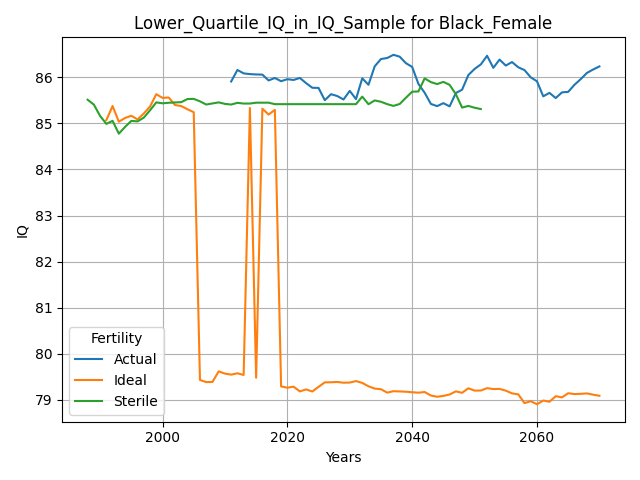 Lower_Quartile_IQ_in_IQ_Sample for Black_Female
IQ
86
85
84
83
82
81
80
79
Fertility
Actual
Ideal
Sterile
2000
2020
2040
2060
Years